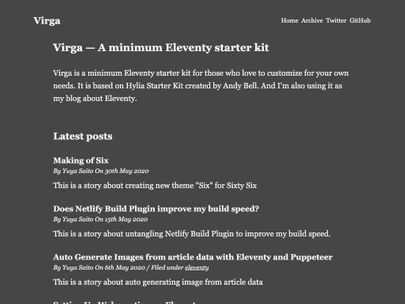 Virga
Home Archive Twitter GitHub
Virga — A minimum Eleventy starter kit
Virga is a minimum Eleventy starter kit for those who love to customize for your own
needs. It is based on Hylia Starter Kit created by Andy Bell. And I'm also using it as
my blog about Eleventy.
Latest posts
Making of Six
By Yuya Saito On 30th May 2020
This is a story about creating new theme "Six" for Sixty Six
Does Netlify Build Plugin improve my build speed?
By Yuya Saito On 15th May 2020
This is a story about untangling Netlify Build Plugin to improve my build speed.
Auto Generate Images from article data with Eleventy and Puppeteer
By Yuya Saito On 6th May 2020 / Filed under eleventy
This is a story about auto generating image from article data